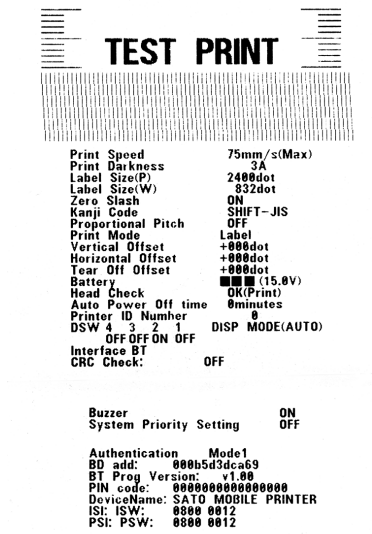 TEST PRINT
Print Speed 75mm/s(Max)
Print Darkness 3A
Label Size(P) 2400dot
Label Size(W) 832dot
Zero Slash ON
Kanji Code SHIFT-JIS
Proportional Pitch OFF
Print Mode Label
Vertical Offset +000dot
Horizontal Offset +000dot
Tear Off Offset +000dot
Battery ■■■ (15.0V)
Head Check OK(Print)
Auto Power Off time 0minutes
Printer ID Number 0
DSW 4 3 2 1 DISP MODE(AUTO)
OFF OFF ON OFF
Interface BT
CRC Check: OFF
Buzzer ON
System Priority Setting OFF
Authentication Mode1
BD add: 000b5d3dca69
BT Prog Version: v1.00
PIN code: 0000000000000000
DeviceName: SATO MOBILE PRINTER
ISI: ISW: 0800 0012
PSI: PSW: 0800 0012